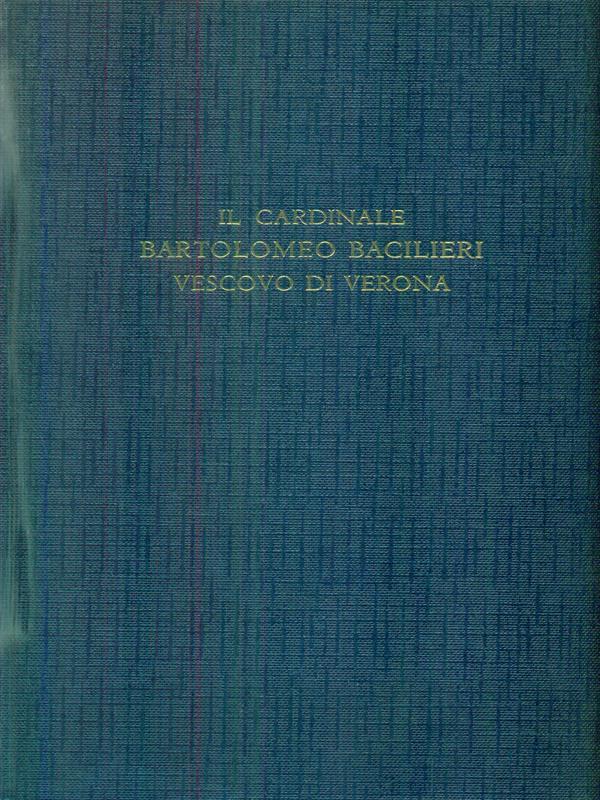 IL CARDINALE
BARTOLOMEO BACILIERI
VESCOVO DI VERONA